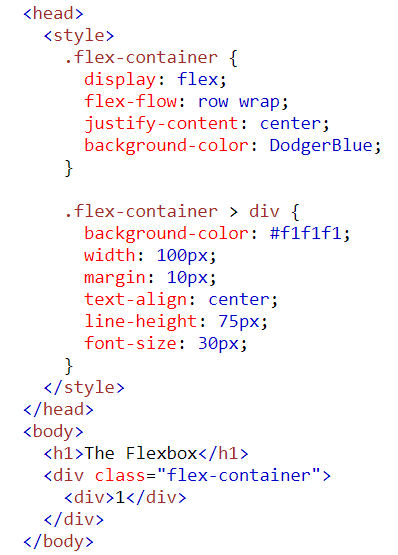 <head>
<style>
.flex-container {
display: flex;
flex-flow: row wrap;
justify-content: center;
background-color: DodgerBlue;
}
.flex-container > div {
background-color: #f1f1f1;
width: 100px;
margin: 10px;
text-align: center;
line-height: 75px;
font-size: 30px;
}
</style>
</head>
<body>
<h1>The Flexbox</h1>
<div class="flex-container">
<div>1</div>
</div>
</body>